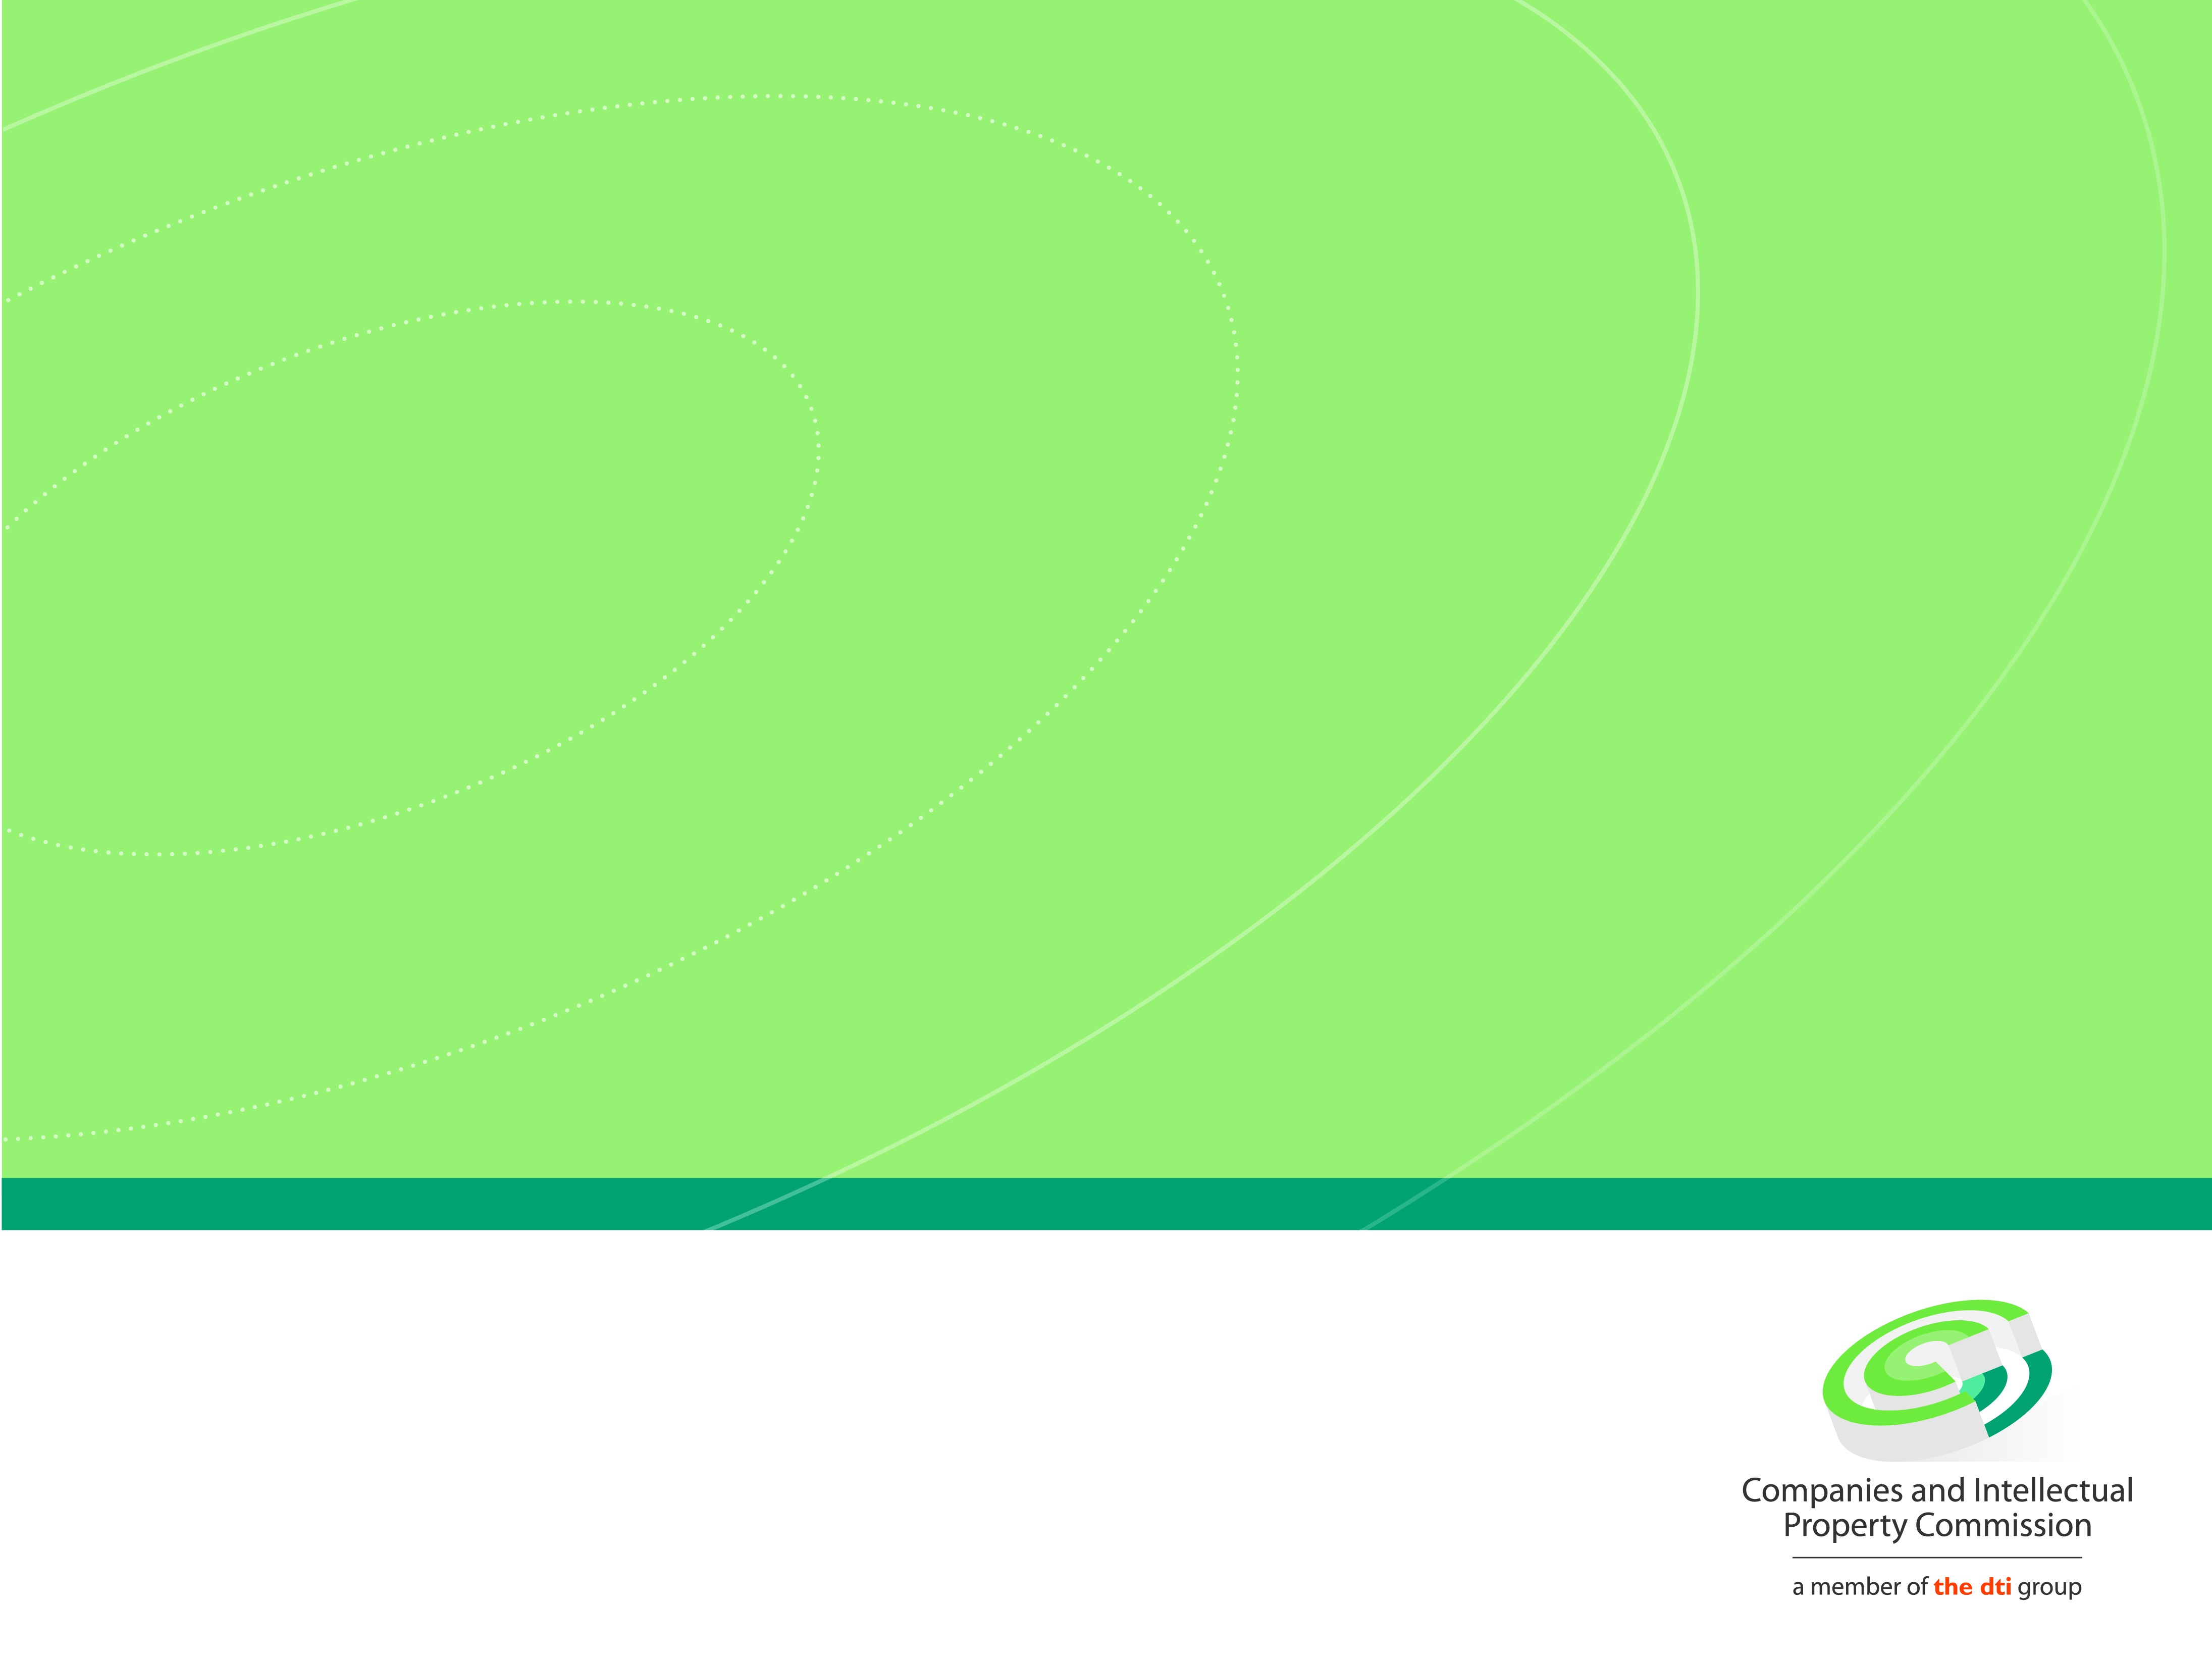 Companies and Intellectual
Property Commission
a member of the dti group